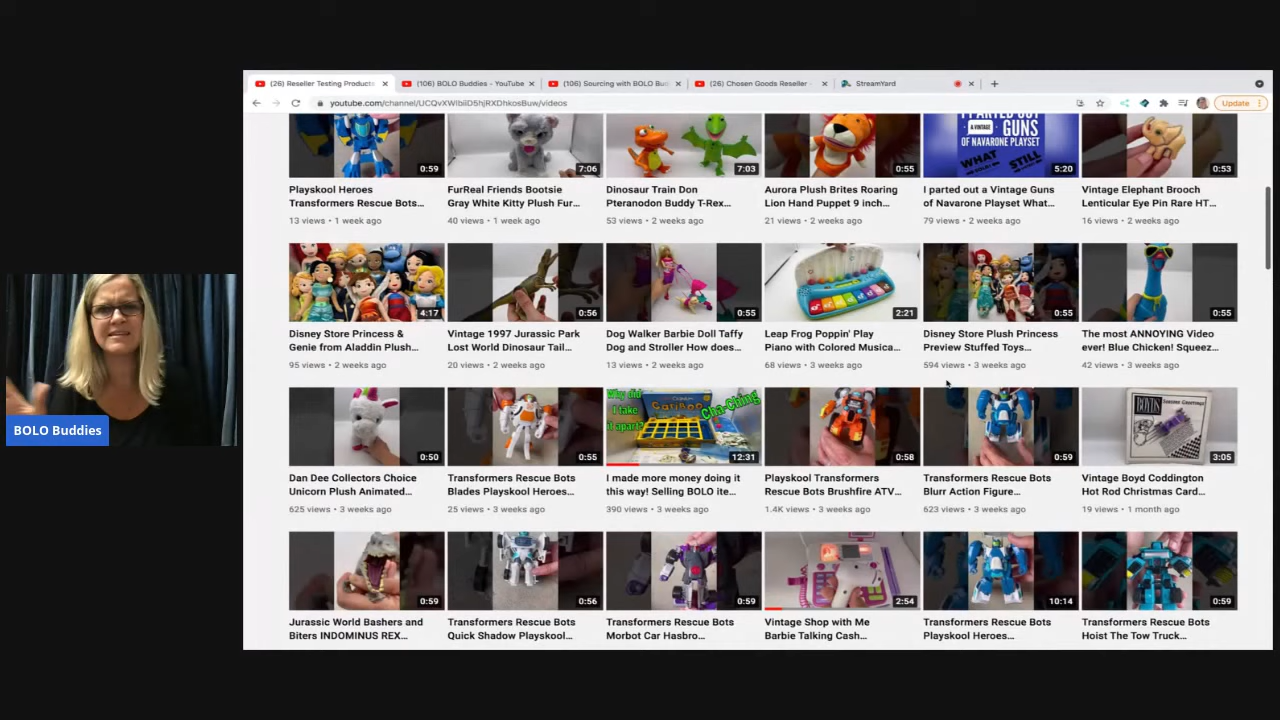 (26) Reseller Testing Products
(106) BOLO Buddies - YouTube
(106) Sourcing with BOLO Bud
(26) Chosen Goods Reseller -
StreamYard
youtube.com/channel/UCQvXWIbiiD5hjRXDhkosBuw/videos
Update
0:59
7:06
7:03
0:55
I PARTED OUT
A VINTAGE
GUNS
OF NAVARONE PLAYSET
WHAT
STILL
5:20
0:53
Playskool Heroes
Transformers Rescue Bots...
13 views • 1 week ago
FurReal Friends Bootsie
Gray White Kitty Plush Fur...
40 views • 1 week ago
Dinosaur Train Don
Pteranodon Buddy T-Rex...
53 views • 2 weeks ago
Aurora Plush Brites Roaring
Lion Hand Puppet 9 inch...
21 views • 2 weeks ago
I parted out a Vintage Guns
of Navarone Playset What...
79 views • 2 weeks ago
Vintage Elephant Brooch
Lenticular Eye Pin Rare HT...
16 views • 2 weeks ago
4:17
0:56
0:55
2:21
0:55
0:55
Disney Store Princess &
Genie from Aladdin Plush...
95 views • 2 weeks ago
Vintage 1997 Jurassic Park
Lost World Dinosaur Tail...
20 views • 2 weeks ago
Dog Walker Barbie Doll Taffy
Dog and Stroller How does...
13 views • 2 weeks ago
Leap Frog Poppin' Play
Piano with Colored Musica...
68 views • 3 weeks ago
Disney Store Plush Princess
Preview Stuffed Toys...
594 views • 3 weeks ago
The most ANNOYING Video
ever! Blue Chicken! Squeez...
42 views • 3 weeks ago
BOLO Buddies
0:50
0:55
Why did
I take
it apart?
CARIBOO
Cha-Ching
12:31
0:58
0:59
BOYDS
SEASONS GREETINGS
3:05
Dan Dee Collectors Choice
Unicorn Plush Animated...
625 views • 3 weeks ago
Transformers Rescue Bots
Blades Playskool Heroes...
25 views • 3 weeks ago
I made more money doing it
this way! Selling BOLO ite...
390 views • 3 weeks ago
Playskool Transformers
Rescue Bots Brushfire ATV...
1.4K views • 3 weeks ago
Transformers Rescue Bots
Blurr Action Figure...
623 views • 3 weeks ago
Vintage Boyd Coddington
Hot Rod Christmas Card...
19 views • 1 month ago
0:59
0:56
0:59
2:54
10:14
0:59
Jurassic World Bashers and
Biters INDOMINUS REX...
Transformers Rescue Bots
Quick Shadow Playskool...
Transformers Rescue Bots
Morbot Car Hasbro...
Vintage Shop with Me
Barbie Talking Cash...
Transformers Rescue Bots
Playskool Heroes...
Transformers Rescue Bots
Hoist The Tow Truck...